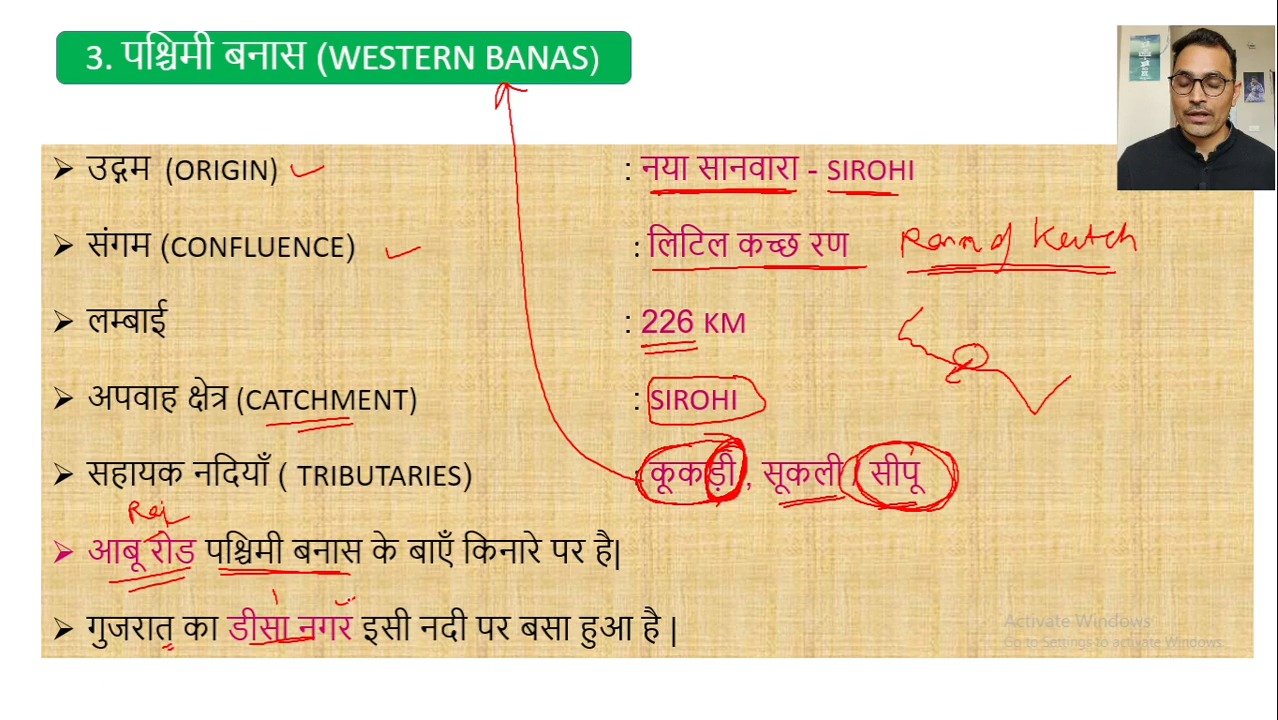 3. पश्चिमी बनास (WESTERN BANAS)
➢ उद्गम (ORIGIN) : नया सानवारा - SIROHI
➢ संगम (CONFLUENCE) : लिटिल कच्छ रण Rann of Kutch
➢ लम्बाई : 226 KM
➢ अपवाह क्षेत्र (CATCHMENT) : SIROHI
➢ सहायक नदियाँ ( TRIBUTARIES) : कूकड़ी , सूकली / सीपू
Raj
➢ आबू रोड पश्चिमी बनास के बाएँ किनारे पर है|
➢ गुजरात का डीसा नगर इसी नदी पर बसा हुआ है |
Activate Windows
Go to Settings to activate Windows.